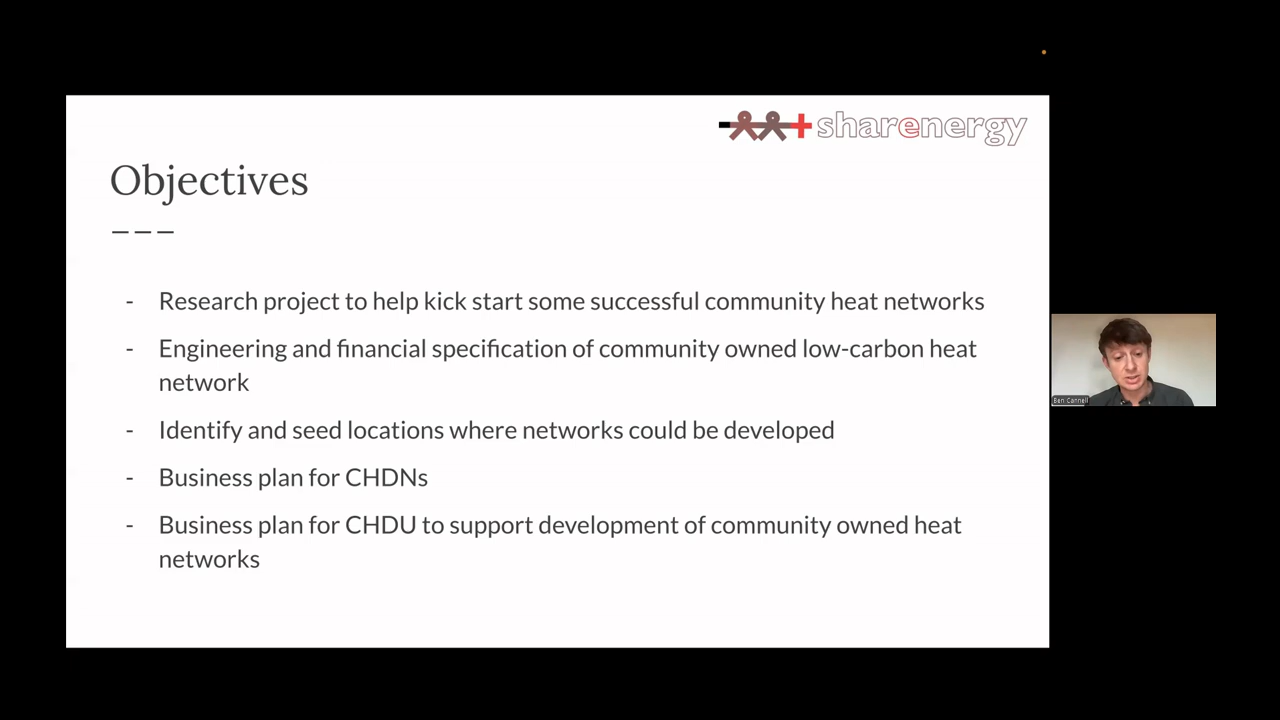 sharenergy
Objectives
- Research project to help kick start some successful community heat networks
- Engineering and financial specification of community owned low-carbon heat
network
- Identify and seed locations where networks could be developed
- Business plan for CHDNs
- Business plan for CHDU to support development of community owned heat
networks
Ben Cannell